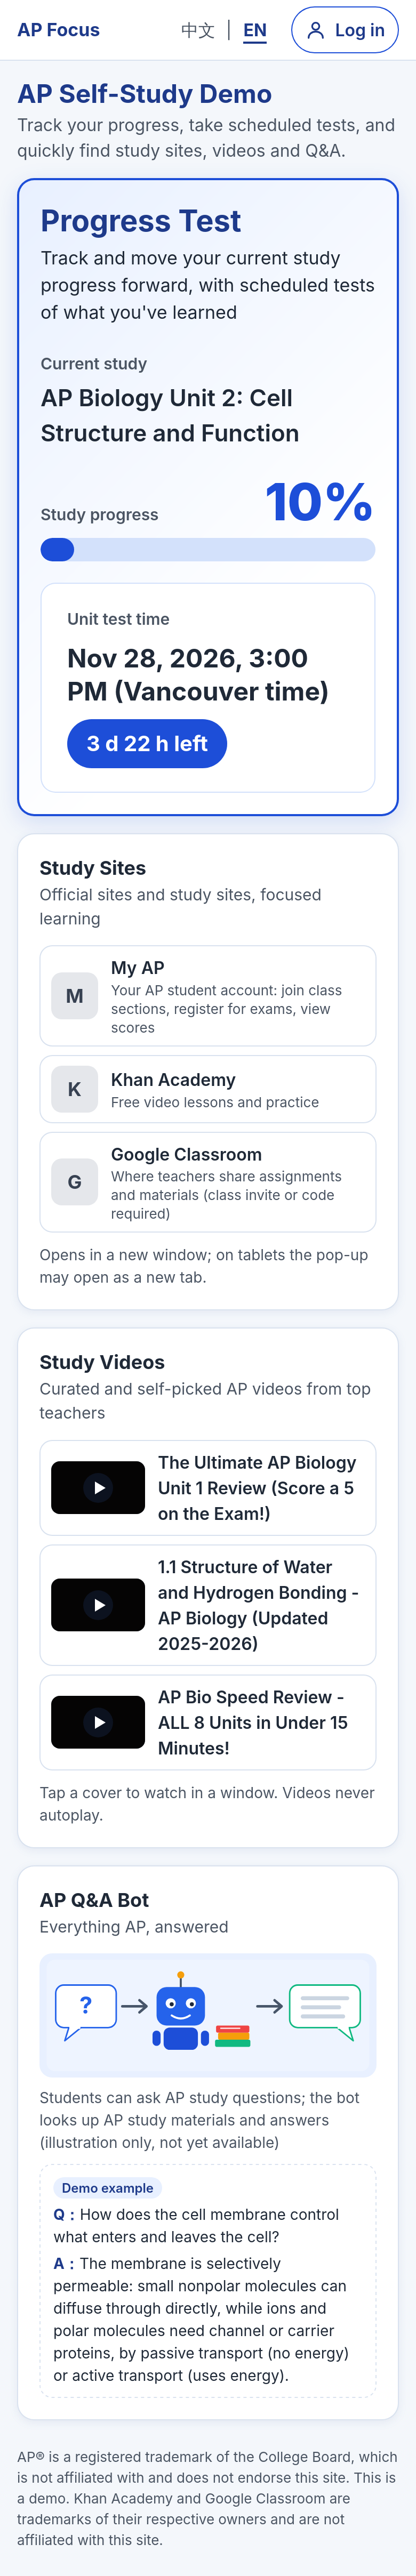 AP Focus
中文 | EN
Log in
AP Self-Study Demo
Track your progress, take scheduled tests, and
quickly find study sites, videos and Q&A.
Progress Test
Track and move your current study
progress forward, with scheduled tests
of what you've learned
Current study
AP Biology Unit 2: Cell
Structure and Function
Study progress
10%
Unit test time
Nov 28, 2026, 3:00
PM (Vancouver time)
3 d 22 h left
Study Sites
Official sites and study sites, focused
learning
M
My AP
Your AP student account: join class
sections, register for exams, view
scores
K
Khan Academy
Free video lessons and practice
G
Google Classroom
Where teachers share assignments
and materials (class invite or code
required)
Opens in a new window; on tablets the pop-up
may open as a new tab.
Study Videos
Curated and self-picked AP videos from top
teachers
The Ultimate AP Biology
Unit 1 Review (Score a 5
on the Exam!)
1.1 Structure of Water
and Hydrogen Bonding -
AP Biology (Updated
2025-2026)
AP Bio Speed Review -
ALL 8 Units in Under 15
Minutes!
Tap a cover to watch in a window. Videos never
autoplay.
AP Q&A Bot
Everything AP, answered
?
Students can ask AP study questions; the bot
looks up AP study materials and answers
(illustration only, not yet available)
Demo example
Q： How does the cell membrane control
what enters and leaves the cell?
A： The membrane is selectively
permeable: small nonpolar molecules can
diffuse through directly, while ions and
polar molecules need channel or carrier
proteins, by passive transport (no energy)
or active transport (uses energy).
AP® is a registered trademark of the College Board, which
is not affiliated with and does not endorse this site. This is
a demo. Khan Academy and Google Classroom are
trademarks of their respective owners and are not
affiliated with this site.